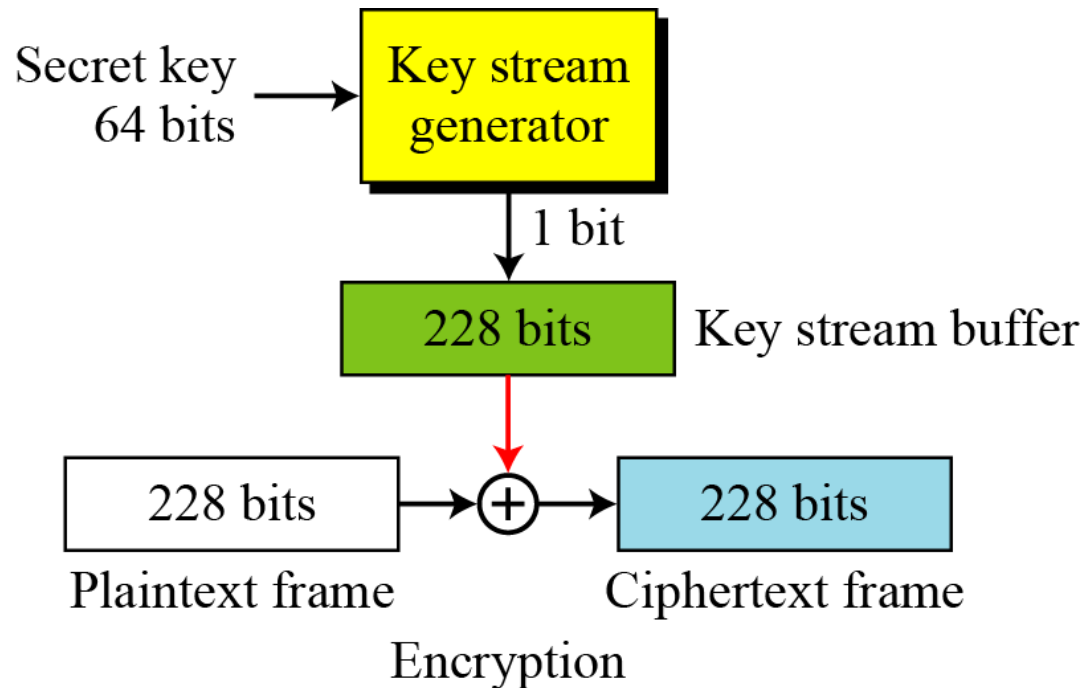 Secret key
64 bits
Key stream
generator
1 bit
228 bits
Key stream buffer
228 bits
+
228 bits
Plaintext frame
Ciphertext frame
Encryption